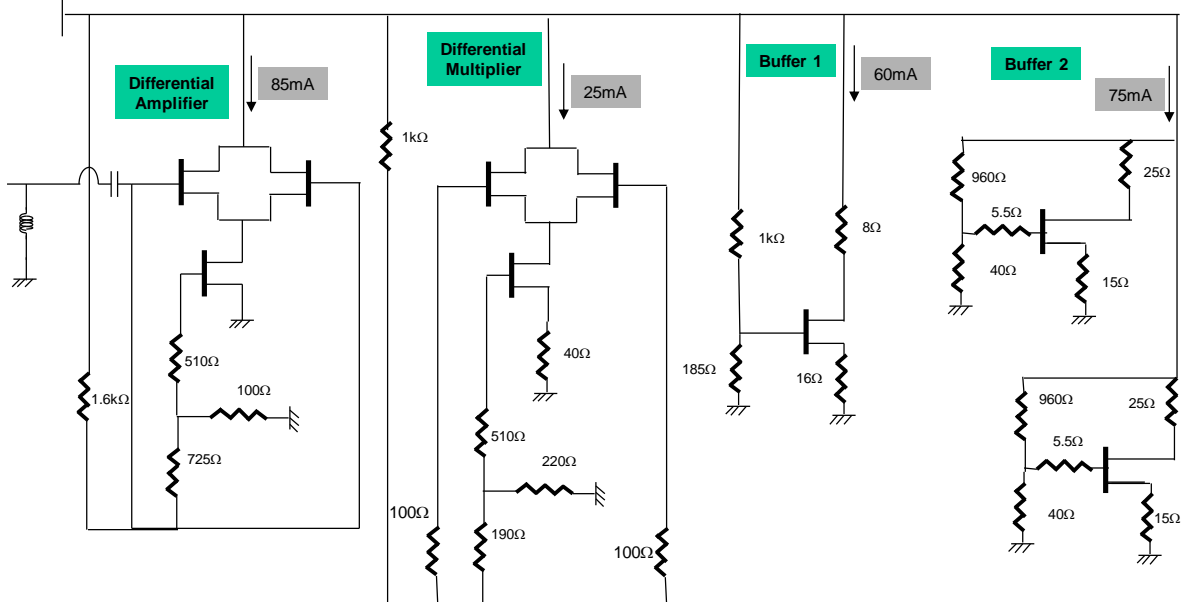 Differential
Amplifier
85mA
1.6kΩ
510Ω
100Ω
725Ω
1kΩ
Differential
Multiplier
25mA
40Ω
510Ω
220Ω
100Ω
190Ω
100Ω
Buffer 1
60mA
1kΩ
8Ω
185Ω
16Ω
Buffer 2
75mA
960Ω
25Ω
5.5Ω
40Ω
15Ω
960Ω
25Ω
5.5Ω
40Ω
15Ω